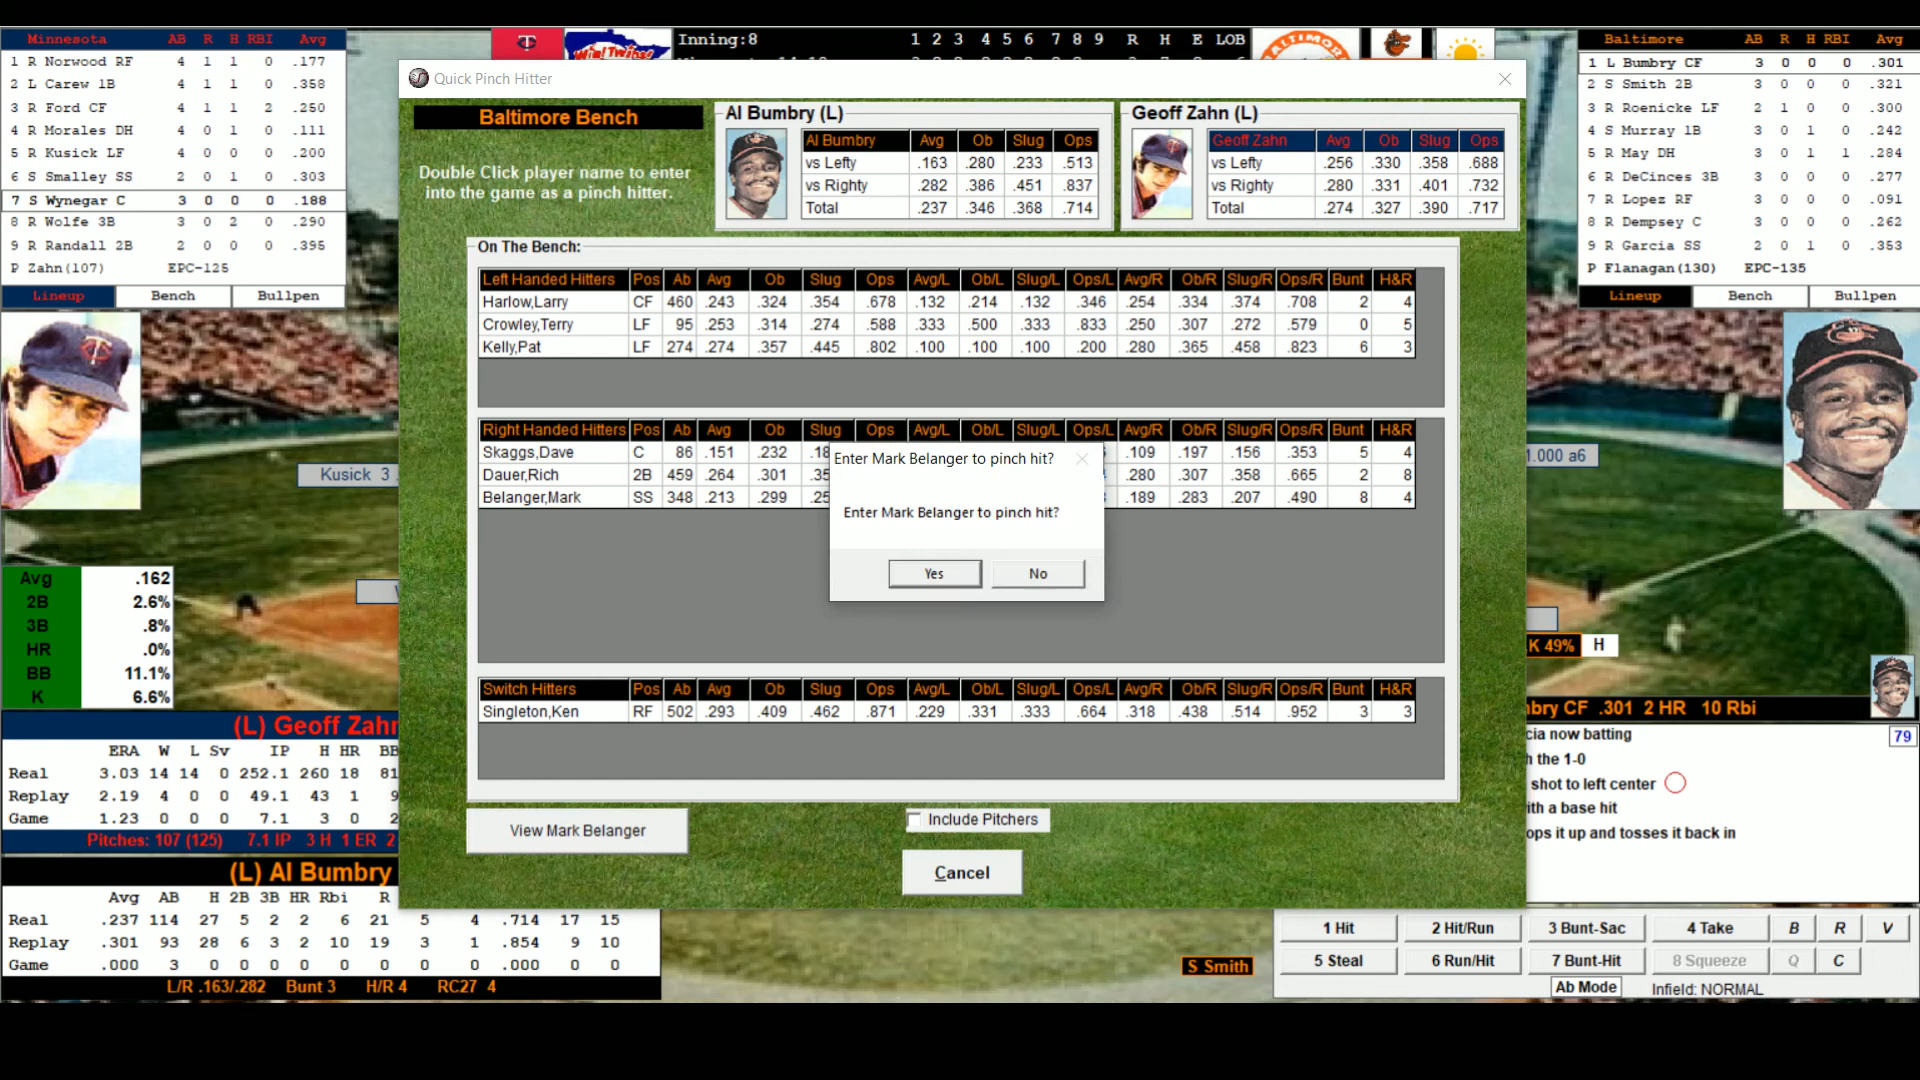 Minnesota AB R H RBI Avg
1 R Norwood RF 4 1 1 0 .177
2 L Carew 1B 4 1 1 0 .358
3 R Ford CF 4 1 1 2 .250
4 R Morales DH 4 0 1 0 .111
5 R Kusick LF 4 0 0 0 .200
6 S Smalley SS 2 0 1 0 .303
7 S Wynegar C 3 0 0 0 .188
8 R Wolfe 3B 3 0 2 0 .290
9 R Randall 2B 2 0 0 0 .395
P Zahn(107) EPC-125
Lineup Bench Bullpen
Inning:8 1 2 3 4 5 6 7 8 9 R H E LOB
Baltimore AB R H RBI Avg
1 L Bumbry CF 3 0 0 0 .301
2 S Smith 2B 3 0 0 0 .321
3 R Roenicke LF 2 1 0 0 .300
4 S Murray 1B 3 0 1 0 .242
5 R May DH 3 0 1 1 .284
6 R DeCinces 3B 3 0 0 0 .277
7 R Lopez RF 3 0 0 0 .091
8 R Dempsey C 3 0 0 0 .262
9 R Garcia SS 2 0 1 0 .353
P Flanagan(130) EPC-135
Lineup Bench Bullpen
Quick Pinch Hitter
Baltimore Bench
Double Click player name to enter
into the game as a pinch hitter.
Al Bumbry (L)
Al Bumbry Avg Ob Slug Ops
vs Lefty .163 .280 .233 .513
vs Righty .282 .386 .451 .837
Total .237 .346 .368 .714
Geoff Zahn (L)
Geoff Zahn Avg Ob Slug Ops
vs Lefty .256 .330 .358 .688
vs Righty .280 .331 .401 .732
Total .274 .327 .390 .717
On The Bench:
Left Handed Hitters Pos Ab Avg Ob Slug Ops Avg/L Ob/L Slug/L Ops/L Avg/R Ob/R Slug/R Ops/R Bunt H&R
Harlow,Larry CF 460 .243 .324 .354 .678 .132 .214 .132 .346 .254 .334 .374 .708 2 4
Crowley,Terry LF 95 .253 .314 .274 .588 .333 .500 .333 .833 .250 .307 .272 .579 0 5
Kelly,Pat LF 274 .274 .357 .445 .802 .100 .100 .100 .200 .280 .365 .458 .823 6 3
Right Handed Hitters Pos Ab Avg Ob Slug Ops Avg/L Ob/L Slug/L Ops/L Avg/R Ob/R Slug/R Ops/R Bunt H&R
Skaggs,Dave C 86 .151 .232 .18 .109 .197 .156 .353 5 4
Dauer,Rich 2B 459 .264 .301 .35 .280 .307 .358 .665 2 8
Belanger,Mark SS 348 .213 .299 .25 .189 .283 .207 .490 8 4
Enter Mark Belanger to pinch hit?
Enter Mark Belanger to pinch hit?
Yes No
Switch Hitters Pos Ab Avg Ob Slug Ops Avg/L Ob/L Slug/L Ops/L Avg/R Ob/R Slug/R Ops/R Bunt H&R
Singleton,Ken RF 502 .293 .409 .462 .871 .229 .331 .333 .664 .318 .438 .514 .952 3 3
View Mark Belanger
Include Pitchers
Cancel
Kusick 3
1.000 a6
Avg .162
2B 2.6%
3B .8%
HR .0%
BB 11.1%
K 6.6%
(L) Geoff Zahn
ERA W L Sv IP H HR BB
Real 3.03 14 14 0 252.1 260 18 81
Replay 2.19 4 0 0 49.1 43 1 9
Game 1.23 0 0 0 7.1 3 0 2
Pitches: 107 (125) 7.1 IP 3 H 1 ER 2
(L) Al Bumbry
Avg AB H 2B 3B HR Rbi R
Real .237 114 27 5 2 2 6 21 5 4 .714 17 15
Replay .301 93 28 6 3 2 10 19 3 1 .854 9 10
Game .000 3 0 0 0 0 0 0 0 0 .000 0 0
L/R .163/.282 Bunt 3 H/R 4 RC27 4
K 49% H
mbry CF .301 2 HR 10 Rbi
cia now batting
79
h the 1-0
shot to left center
ith a base hit
ops it up and tosses it back in
S Smith
1 Hit 2 Hit/Run 3 Bunt-Sac 4 Take B R V
5 Steal 6 Run/Hit 7 Bunt-Hit 8 Squeeze Q C
Ab Mode Infield: NORMAL